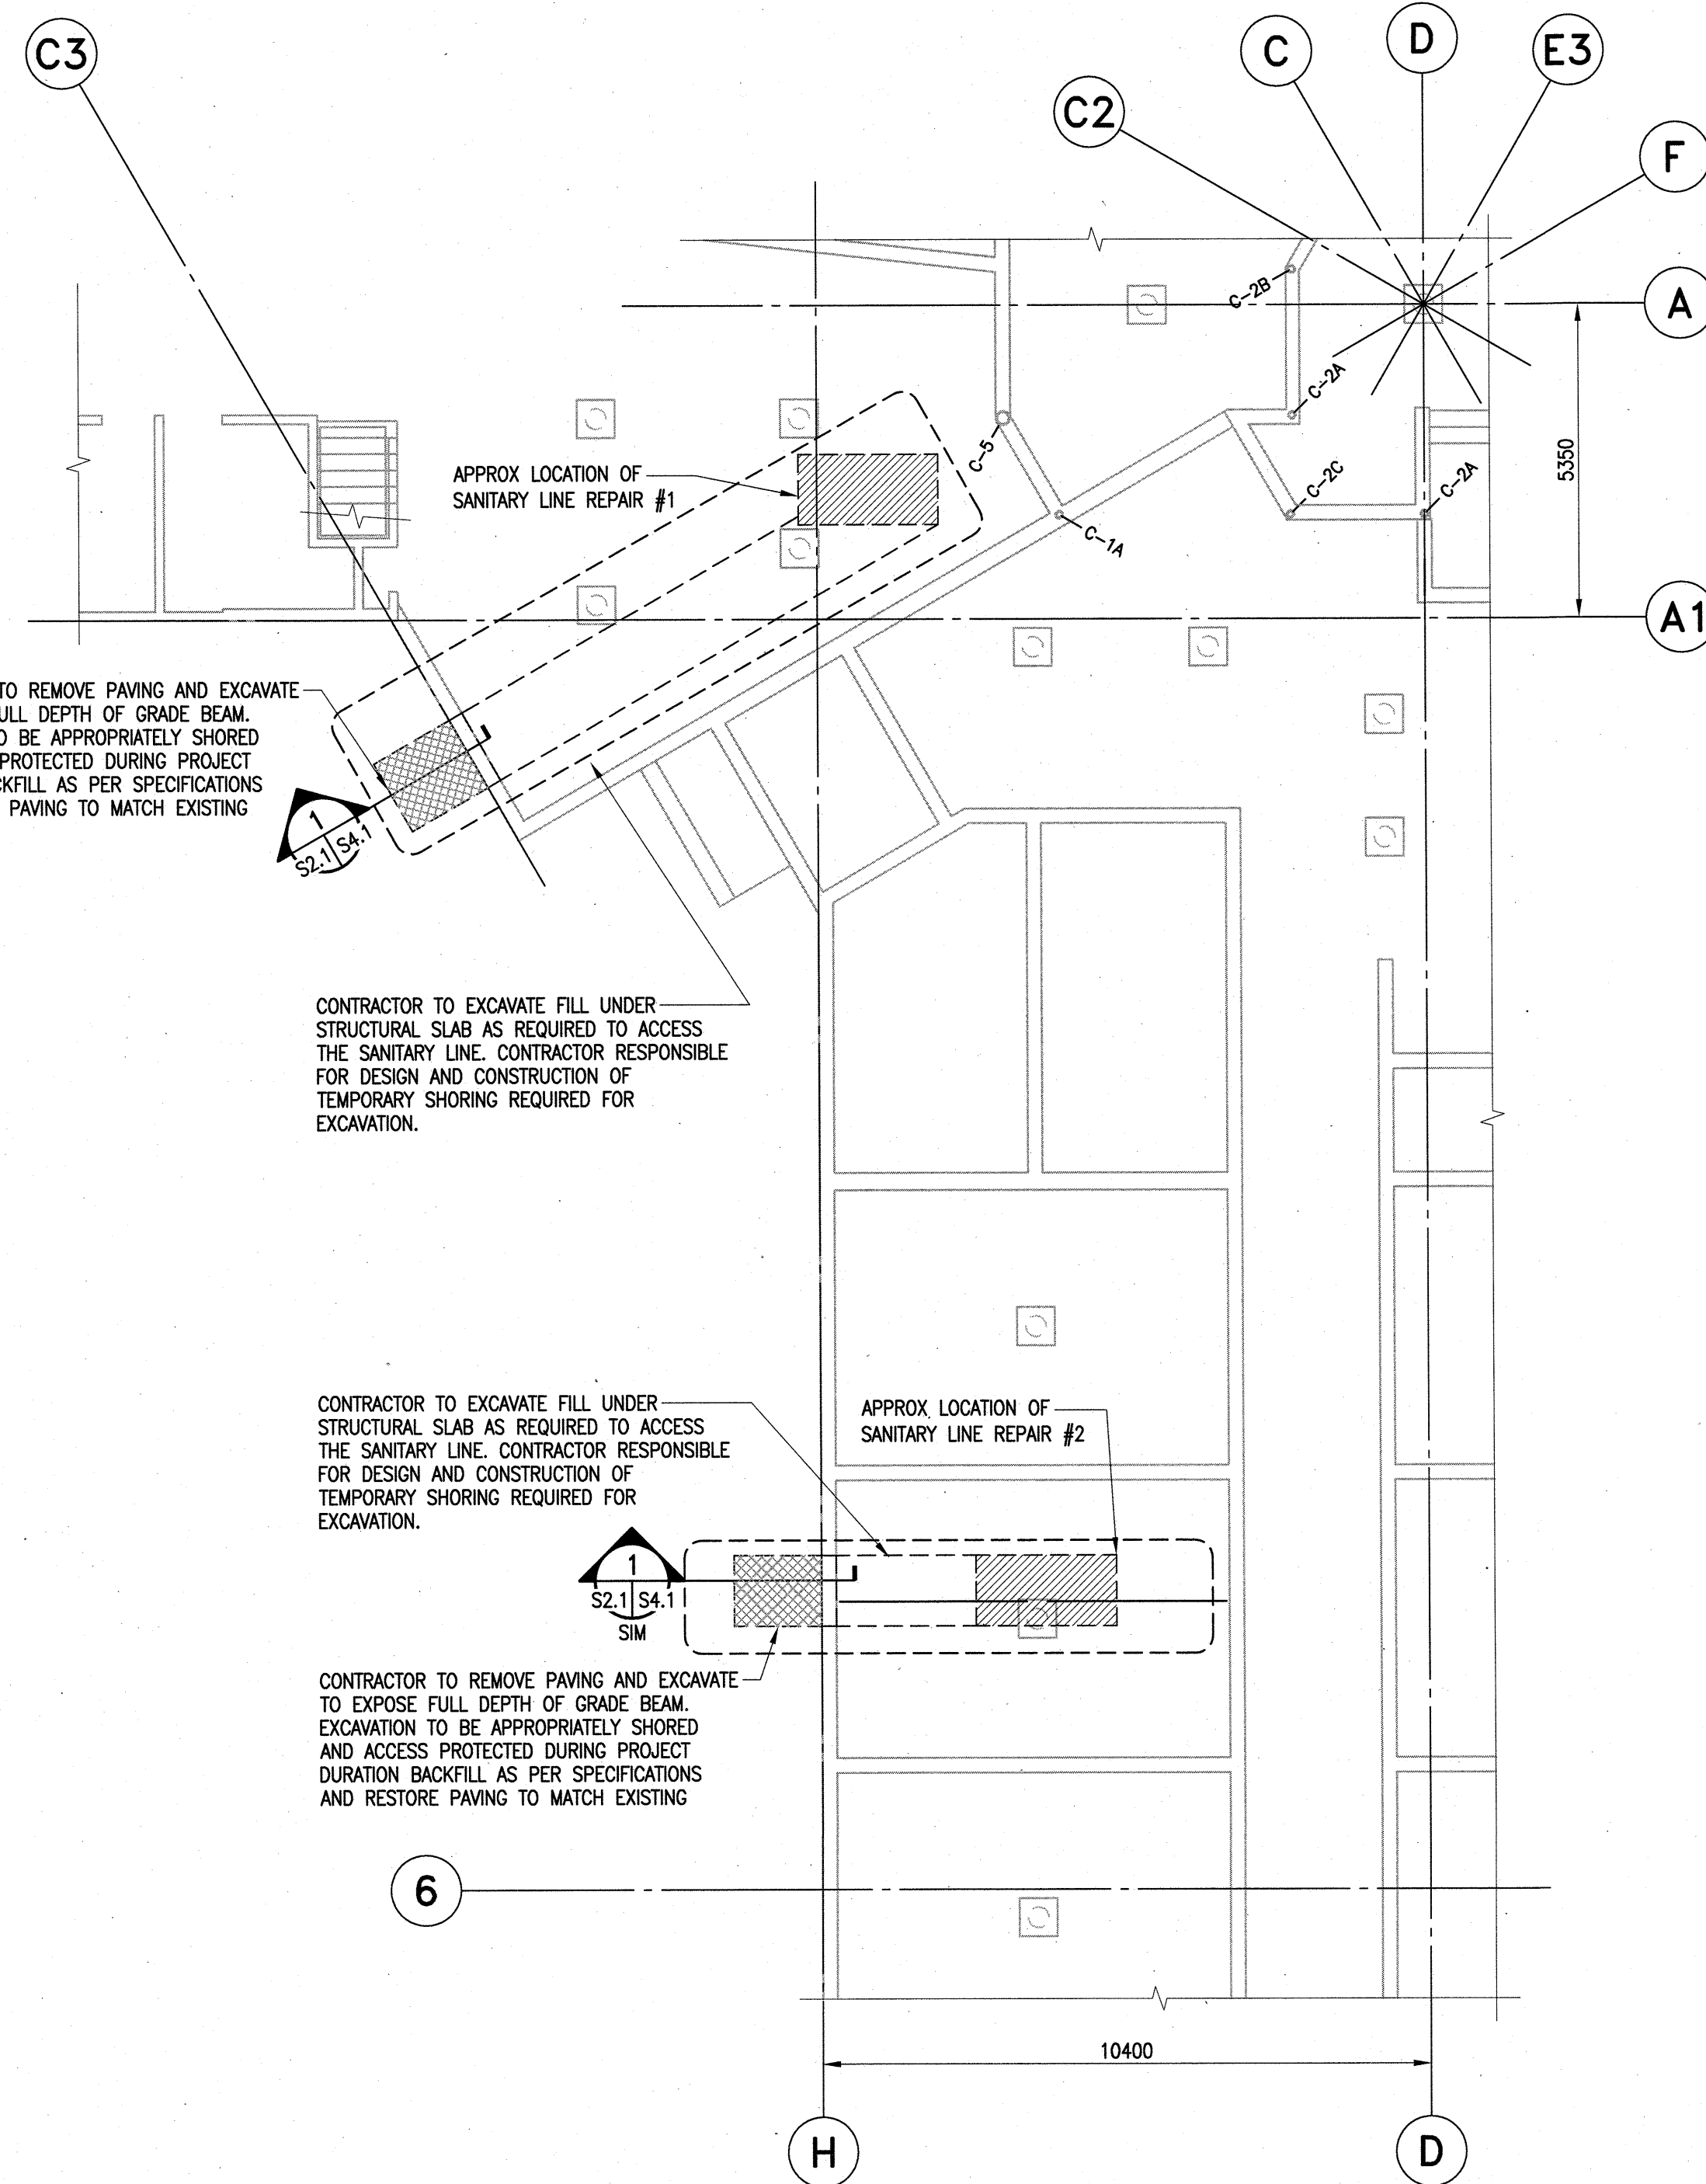 C3
C
D
E3
C2
F
A
C-2B
C-2A
C-5
C-2C
C-2A
C-1A
5350
A1
APPROX LOCATION OF
SANITARY LINE REPAIR #1
TO REMOVE PAVING AND EXCAVATE
FULL DEPTH OF GRADE BEAM.
TO BE APPROPRIATELY SHORED
PROTECTED DURING PROJECT
BACKFILL AS PER SPECIFICATIONS
PAVING TO MATCH EXISTING
1
S2.1 S4.1
CONTRACTOR TO EXCAVATE FILL UNDER
STRUCTURAL SLAB AS REQUIRED TO ACCESS
THE SANITARY LINE. CONTRACTOR RESPONSIBLE
FOR DESIGN AND CONSTRUCTION OF
TEMPORARY SHORING REQUIRED FOR
EXCAVATION.
CONTRACTOR TO EXCAVATE FILL UNDER
STRUCTURAL SLAB AS REQUIRED TO ACCESS
THE SANITARY LINE. CONTRACTOR RESPONSIBLE
FOR DESIGN AND CONSTRUCTION OF
TEMPORARY SHORING REQUIRED FOR
EXCAVATION.
APPROX. LOCATION OF
SANITARY LINE REPAIR #2
1
S2.1 S4.1
SIM
CONTRACTOR TO REMOVE PAVING AND EXCAVATE
TO EXPOSE FULL DEPTH OF GRADE BEAM.
EXCAVATION TO BE APPROPRIATELY SHORED
AND ACCESS PROTECTED DURING PROJECT
DURATION BACKFILL AS PER SPECIFICATIONS
AND RESTORE PAVING TO MATCH EXISTING
6
10400
H
D